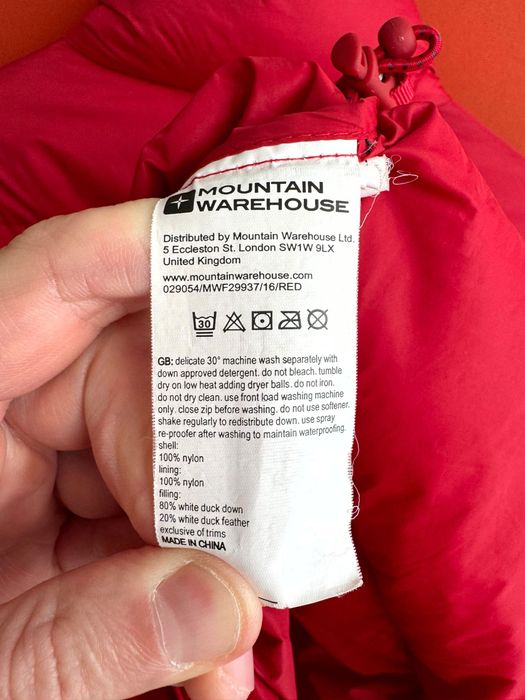 MOUNTAIN
WAREHOUSE
Distributed by Mountain Warehouse Ltd.
5 Eccleston St. London SW1W 9LX
United Kingdom
www.mountainwarehouse.com
029054/MWF29937/16/RED
30
GB: delicate 30° machine wash separately with
down approved detergent. do not bleach. tumble
dry on low heat adding dryer balls. do not iron.
do not dry clean. use front load washing machine
only. close zip before washing. do not use softener.
shake regularly to redistribute down. use spray
re-proofer after washing to maintain waterproofing.
shell:
100% nylon
lining:
100% nylon
filling:
80% white duck down
20% white duck feather
exclusive of trims
MADE IN CHINA